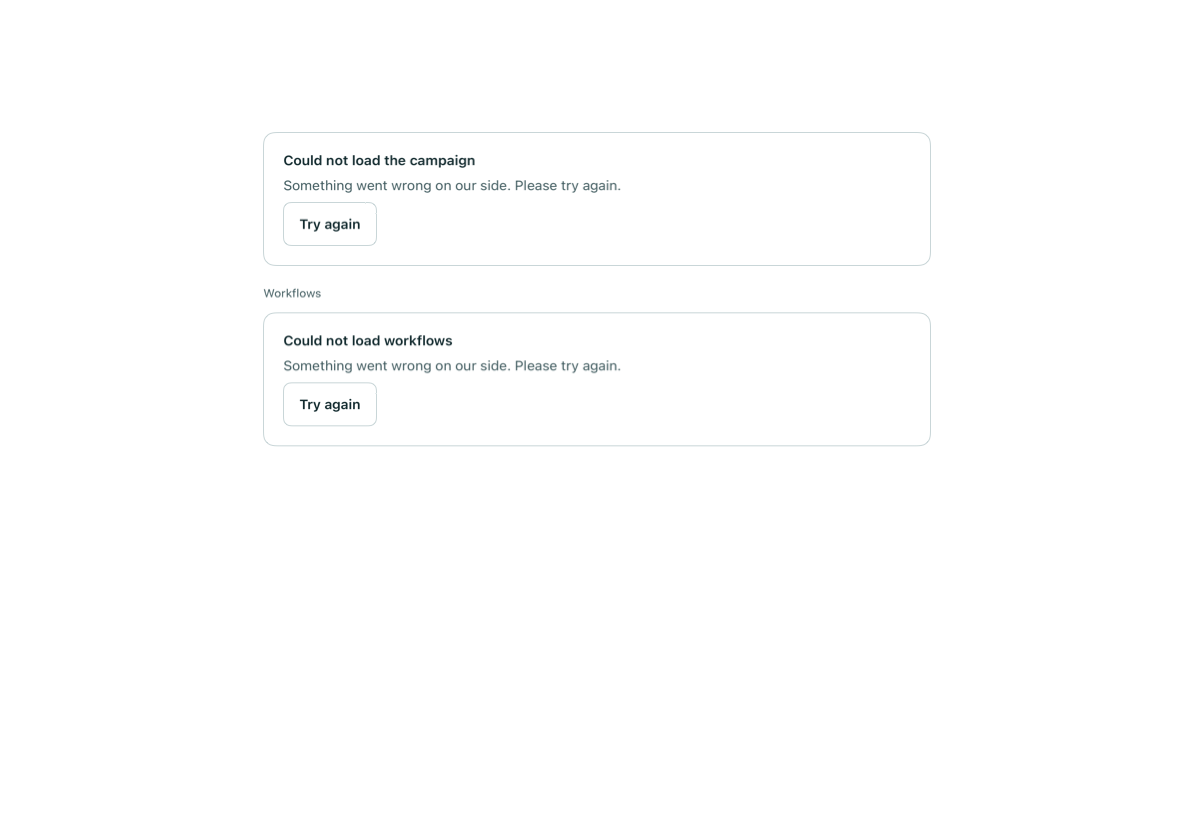 Could not load the campaign
Something went wrong on our side. Please try again.
Try again
Workflows
Could not load workflows
Something went wrong on our side. Please try again.
Try again